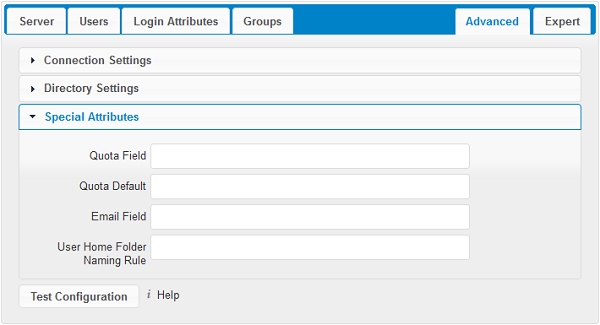 Server Users Login Attributes Groups Advanced Expert
Connection Settings
Directory Settings
Special Attributes
Quota Field
Quota Default
Email Field
User Home Folder
Naming Rule
Test Configuration i Help